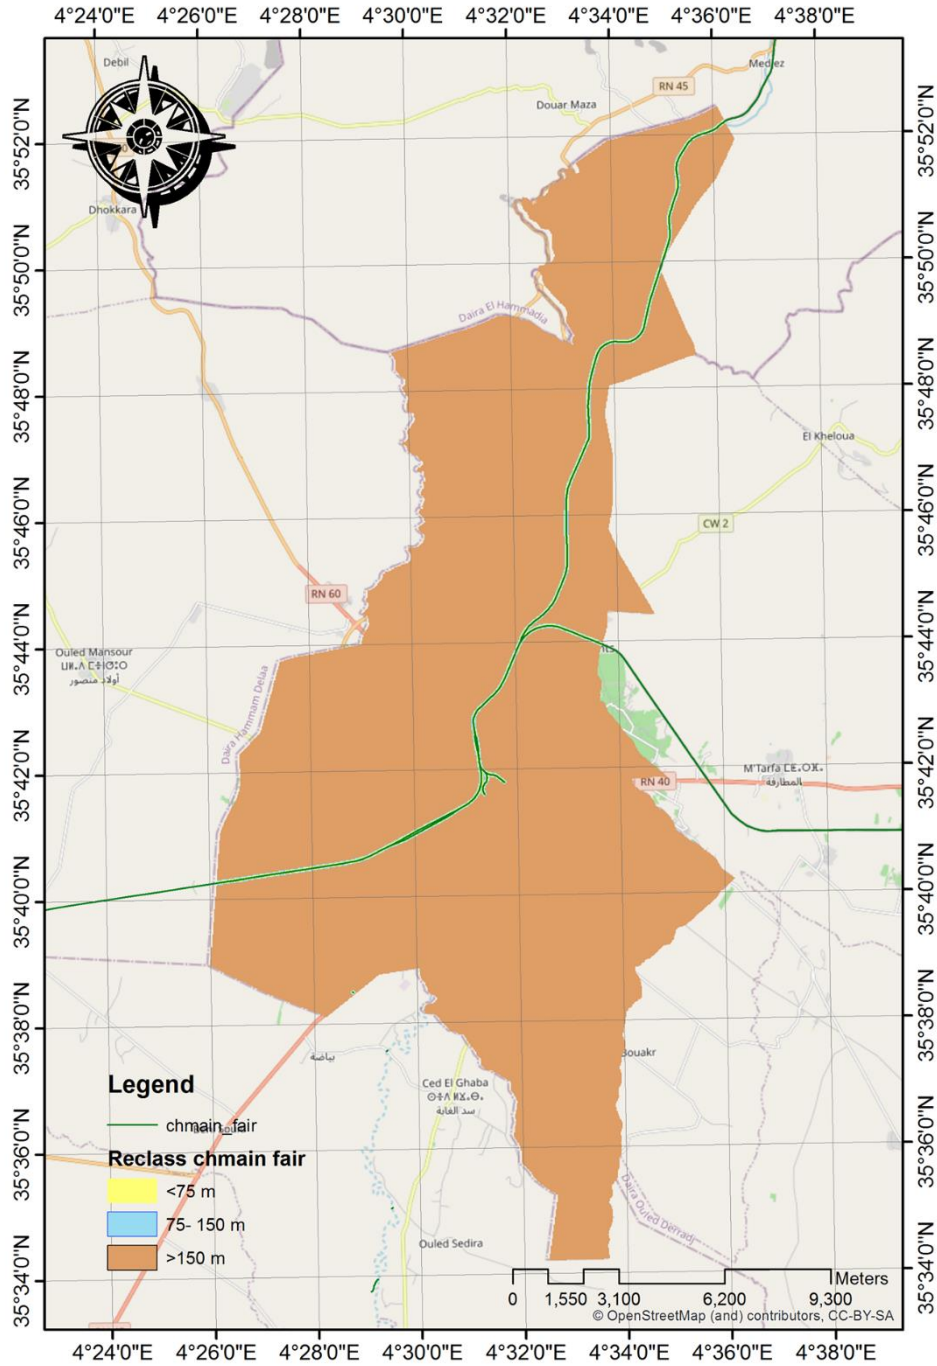 4°24'0"E 4°26'0"E 4°28'0"E 4°30'0"E 4°32'0"E 4°34'0"E 4°36'0"E 4°38'0"E
Debil
Medjez
RN 45
Douar Maza
35°52'0"N
35°52'0"N
Dhokkara
35°50'0"N
35°50'0"N
Daira El Hammadia
35°48'0"N
35°48'0"N
El Kheloua
35°46'0"N
35°46'0"N
CW 2
RN 60
35°44'0"N
35°44'0"N
Ouled Mansour
أولاد منصور
Daira Hammam Delaa
35°42'0"N
35°42'0"N
M'Tarfa
المطارفة
RN 40
35°40'0"N
35°40'0"N
35°38'0"N
35°38'0"N
بياضة
Bouakr
Ced El Ghaba
سد الغابة
Legend
chmain_fair
35°36'0"N
35°36'0"N
Reclass chmain fair
<75 m
75- 150 m
>150 m
Daira Ouled Derradj
Ouled Sedira
35°34'0"N
35°34'0"N
Meters
0 1,550 3,100 6,200 9,300
© OpenStreetMap (and) contributors, CC-BY-SA
4°24'0"E 4°26'0"E 4°28'0"E 4°30'0"E 4°32'0"E 4°34'0"E 4°36'0"E 4°38'0"E